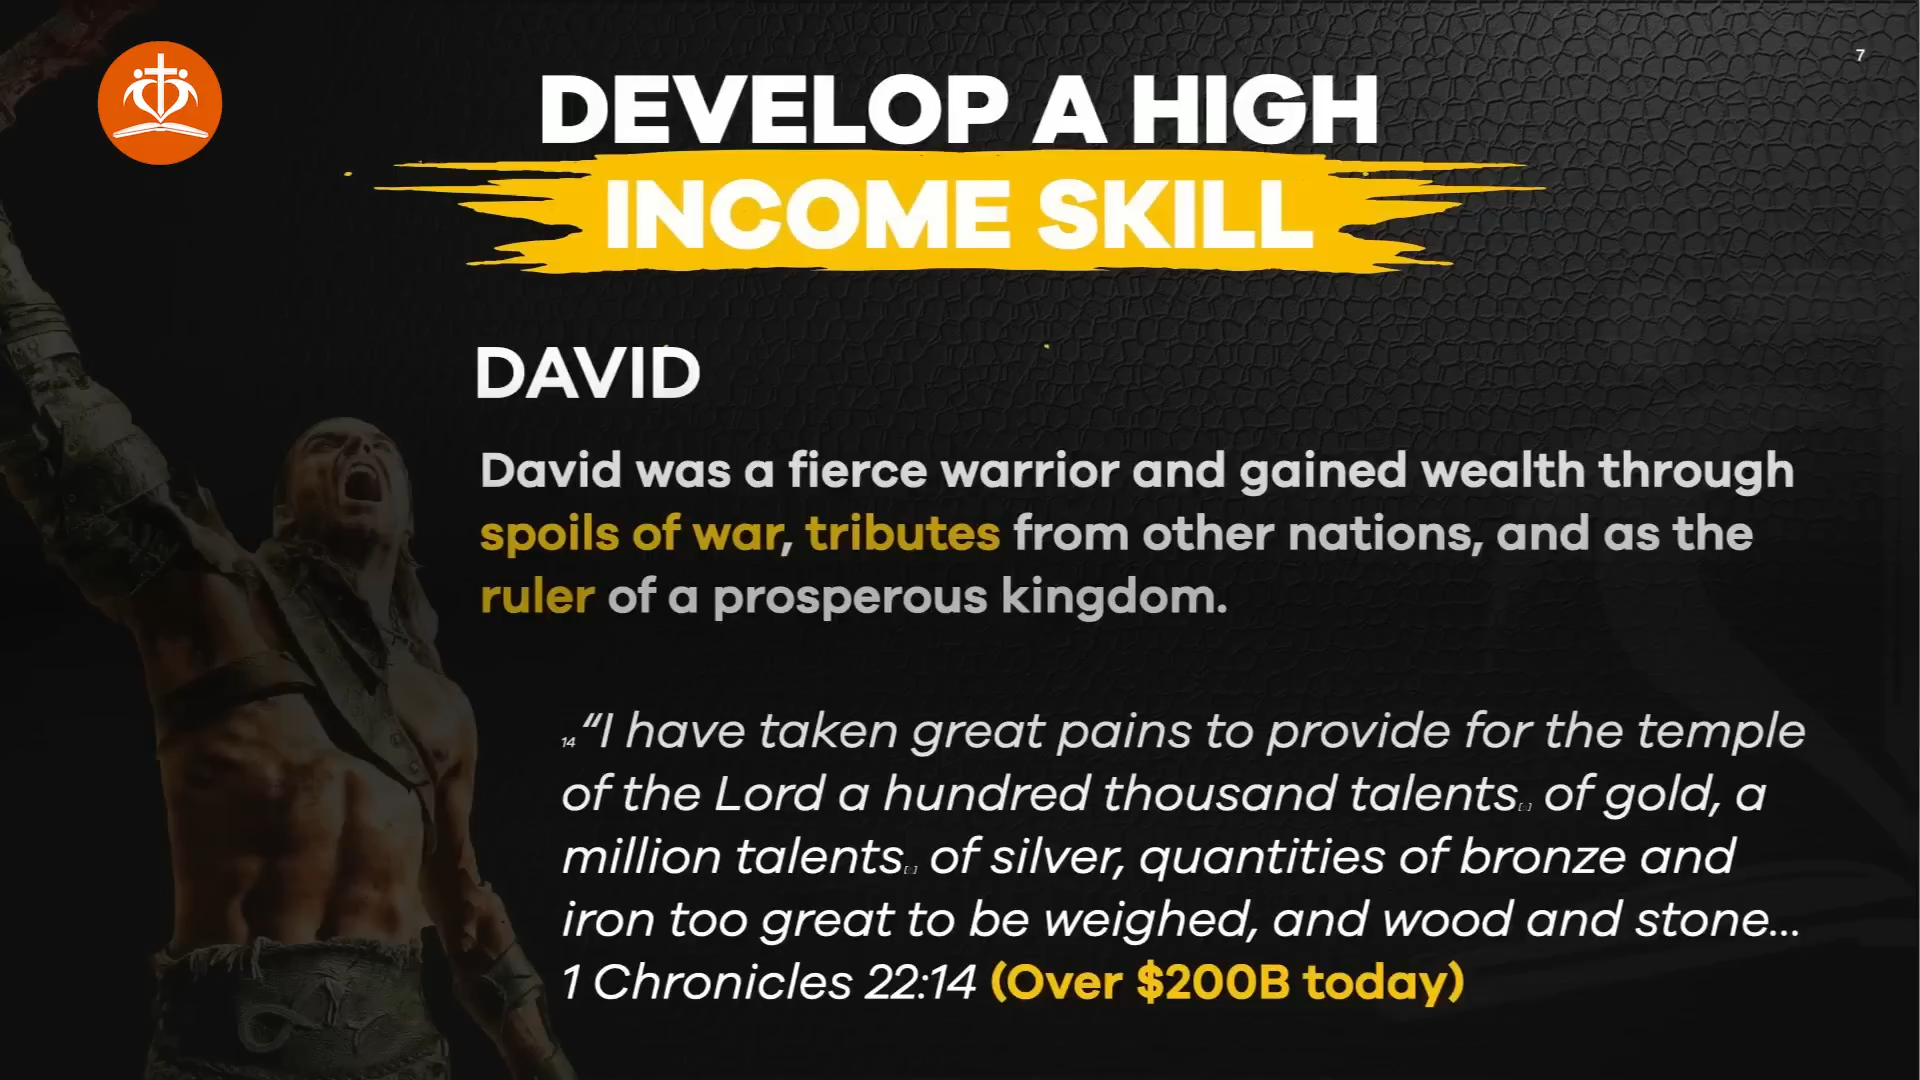 7
DEVELOP A HIGH
INCOME SKILL
DAVID
David was a fierce warrior and gained wealth through
spoils of war, tributes from other nations, and as the
ruler of a prosperous kingdom.
14 “I have taken great pains to provide for the temple
of the Lord a hundred thousand talents of gold, a
million talents of silver, quantities of bronze and
iron too great to be weighed, and wood and stone...
1 Chronicles 22:14 (Over $200B today)